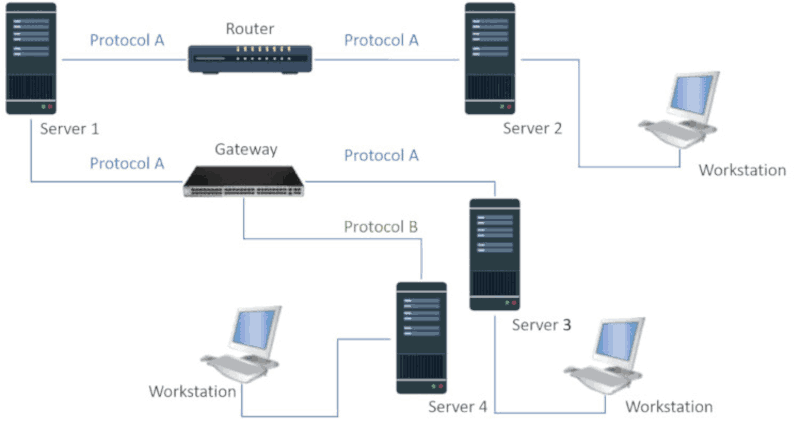 Router
Protocol A
Protocol A
Server 1
Server 2
Gateway
Protocol A
Protocol A
Workstation
Protocol B
Server 3
Workstation
Server 4
Workstation